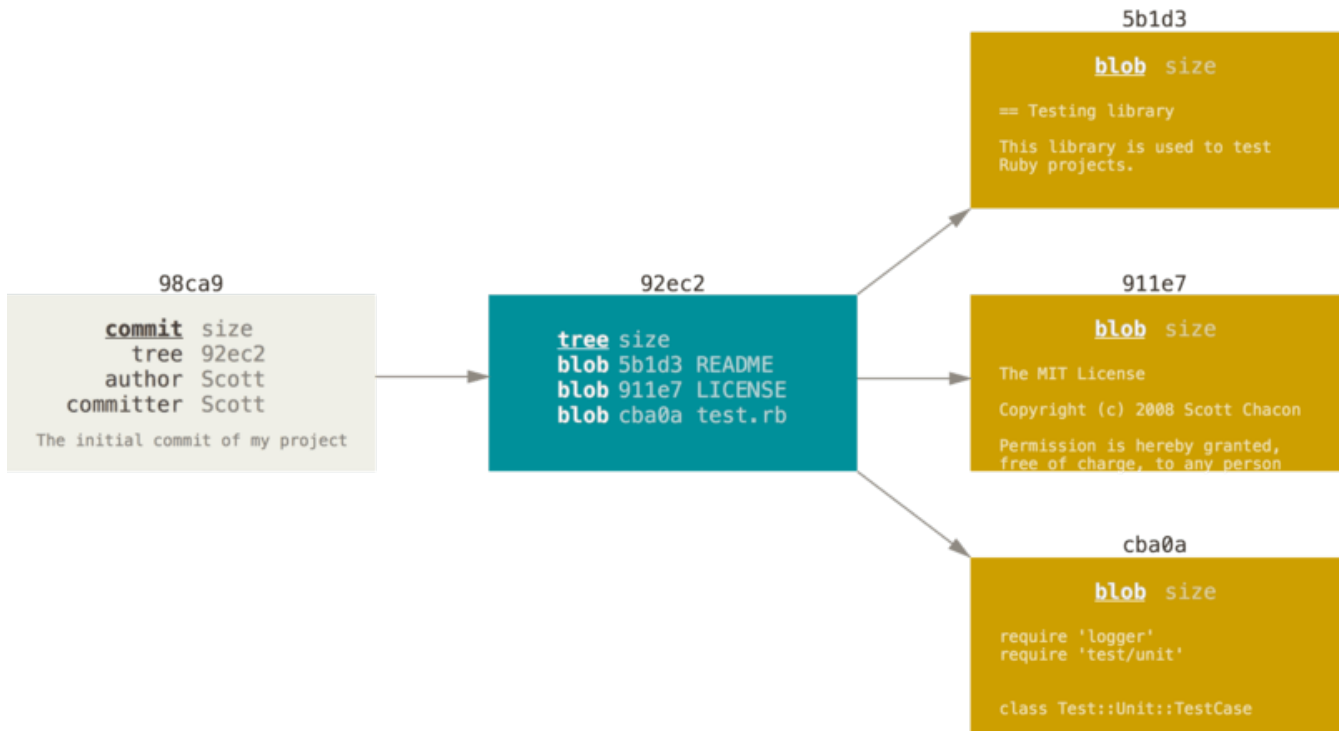 98ca9
commit size
tree 92ec2
author Scott
committer Scott
The initial commit of my project
92ec2
tree size
blob 5b1d3 README
blob 911e7 LICENSE
blob cba0a test.rb
5b1d3
blob size
== Testing library
This library is used to test
Ruby projects.
911e7
blob size
The MIT License
Copyright (c) 2008 Scott Chacon
Permission is hereby granted,
free of charge, to any person
cba0a
blob size
require 'logger'
require 'test/unit'
class Test::Unit::TestCase